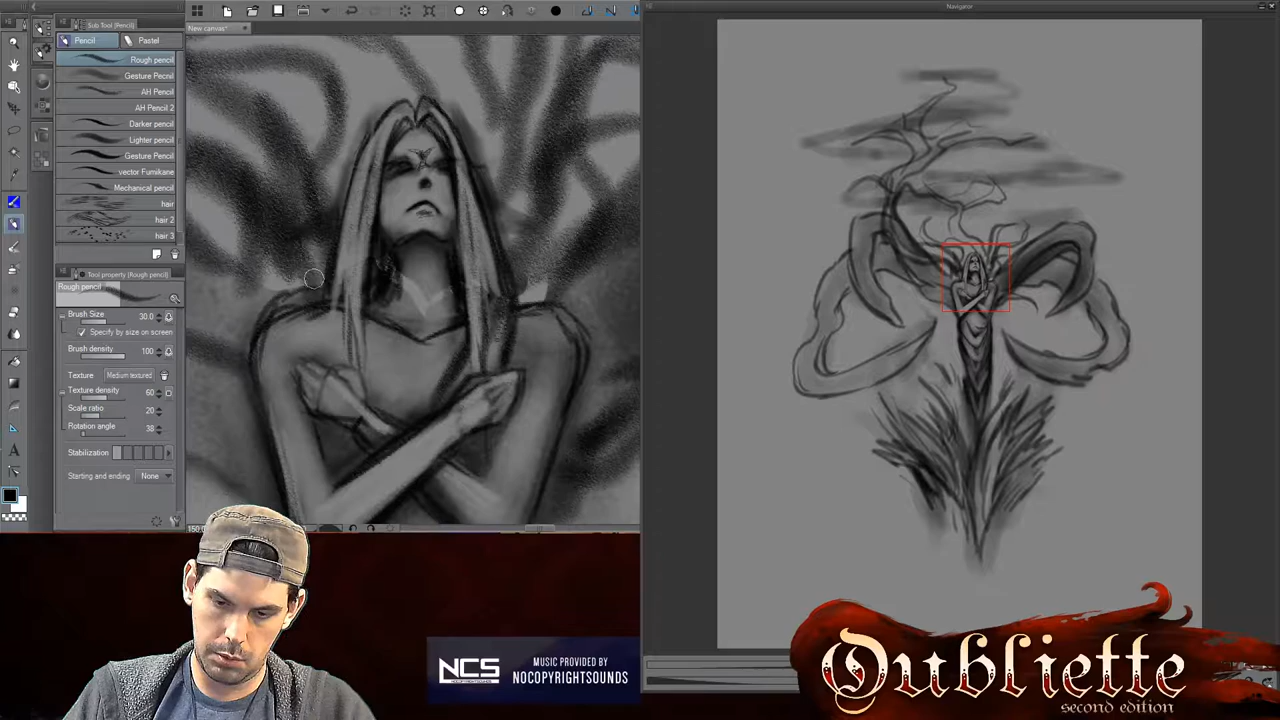 Navigator
Sub Tool [Pencil]
New canvas*
Pencil
Pastel
Rough pencil
Gesture Pecnil
AH Pencil
AH Pencil 2
Darker pencil
Lighter pencil
Gesture Pencil
vector Fumikane
Mechanical pencil
hair
hair 2
hair 3
Tool property [Rough pencil]
Rough pencil
Brush Size 30.0
Specify by size on screen
Brush density 100
Texture Medium textured
Texture density 60
Scale ratio 20
Rotation angle 38
Stabilization
Starting and ending None
NCS
NOCOPYRIGHTSOUNDS
MUSIC PROVIDED BY
NOCOPYRIGHTSOUNDS
Oubliette
second edition